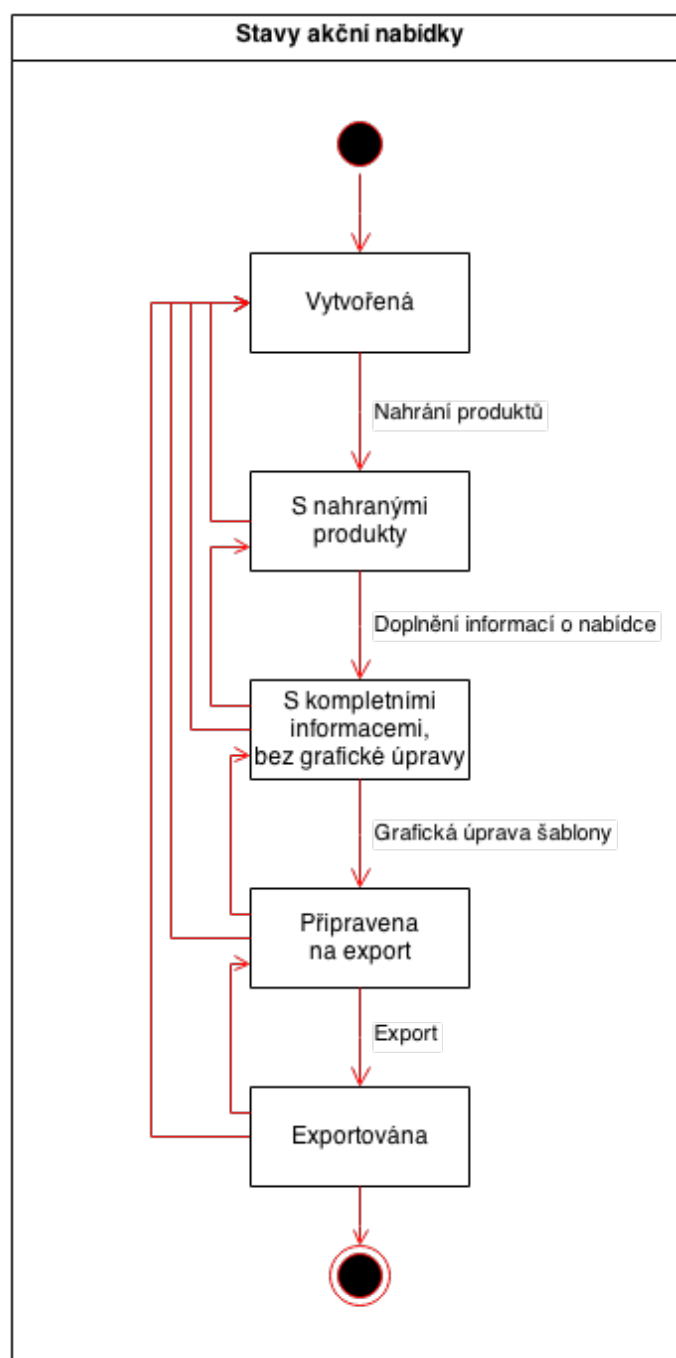 Stavy akční nabídky
Vytvořená
Nahrání produktů
S nahranými
produkty
Doplnění informací o nabídce
S kompletními
informacemi,
bez grafické úpravy
Grafická úprava šablony
Připravena
na export
Export
Exportována